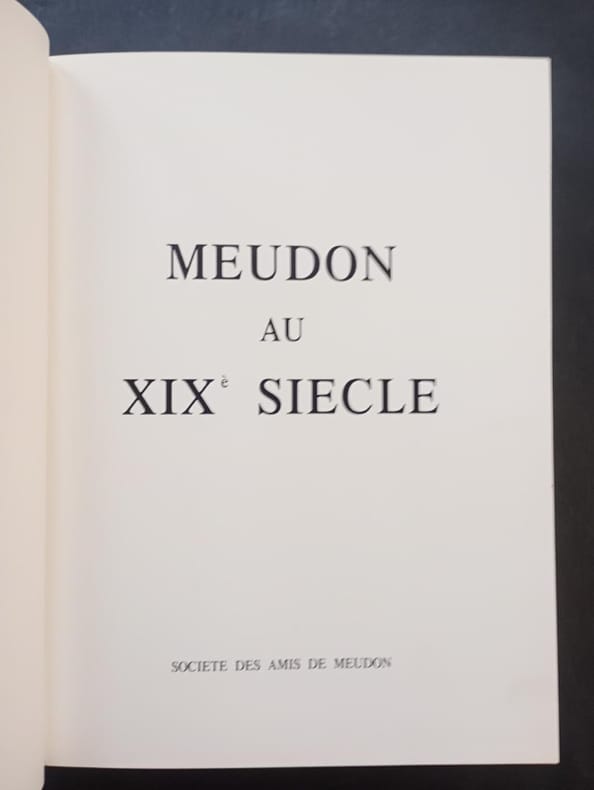 MEUDON
AU
XIXè SIECLE
SOCIETE DES AMIS DE MEUDON